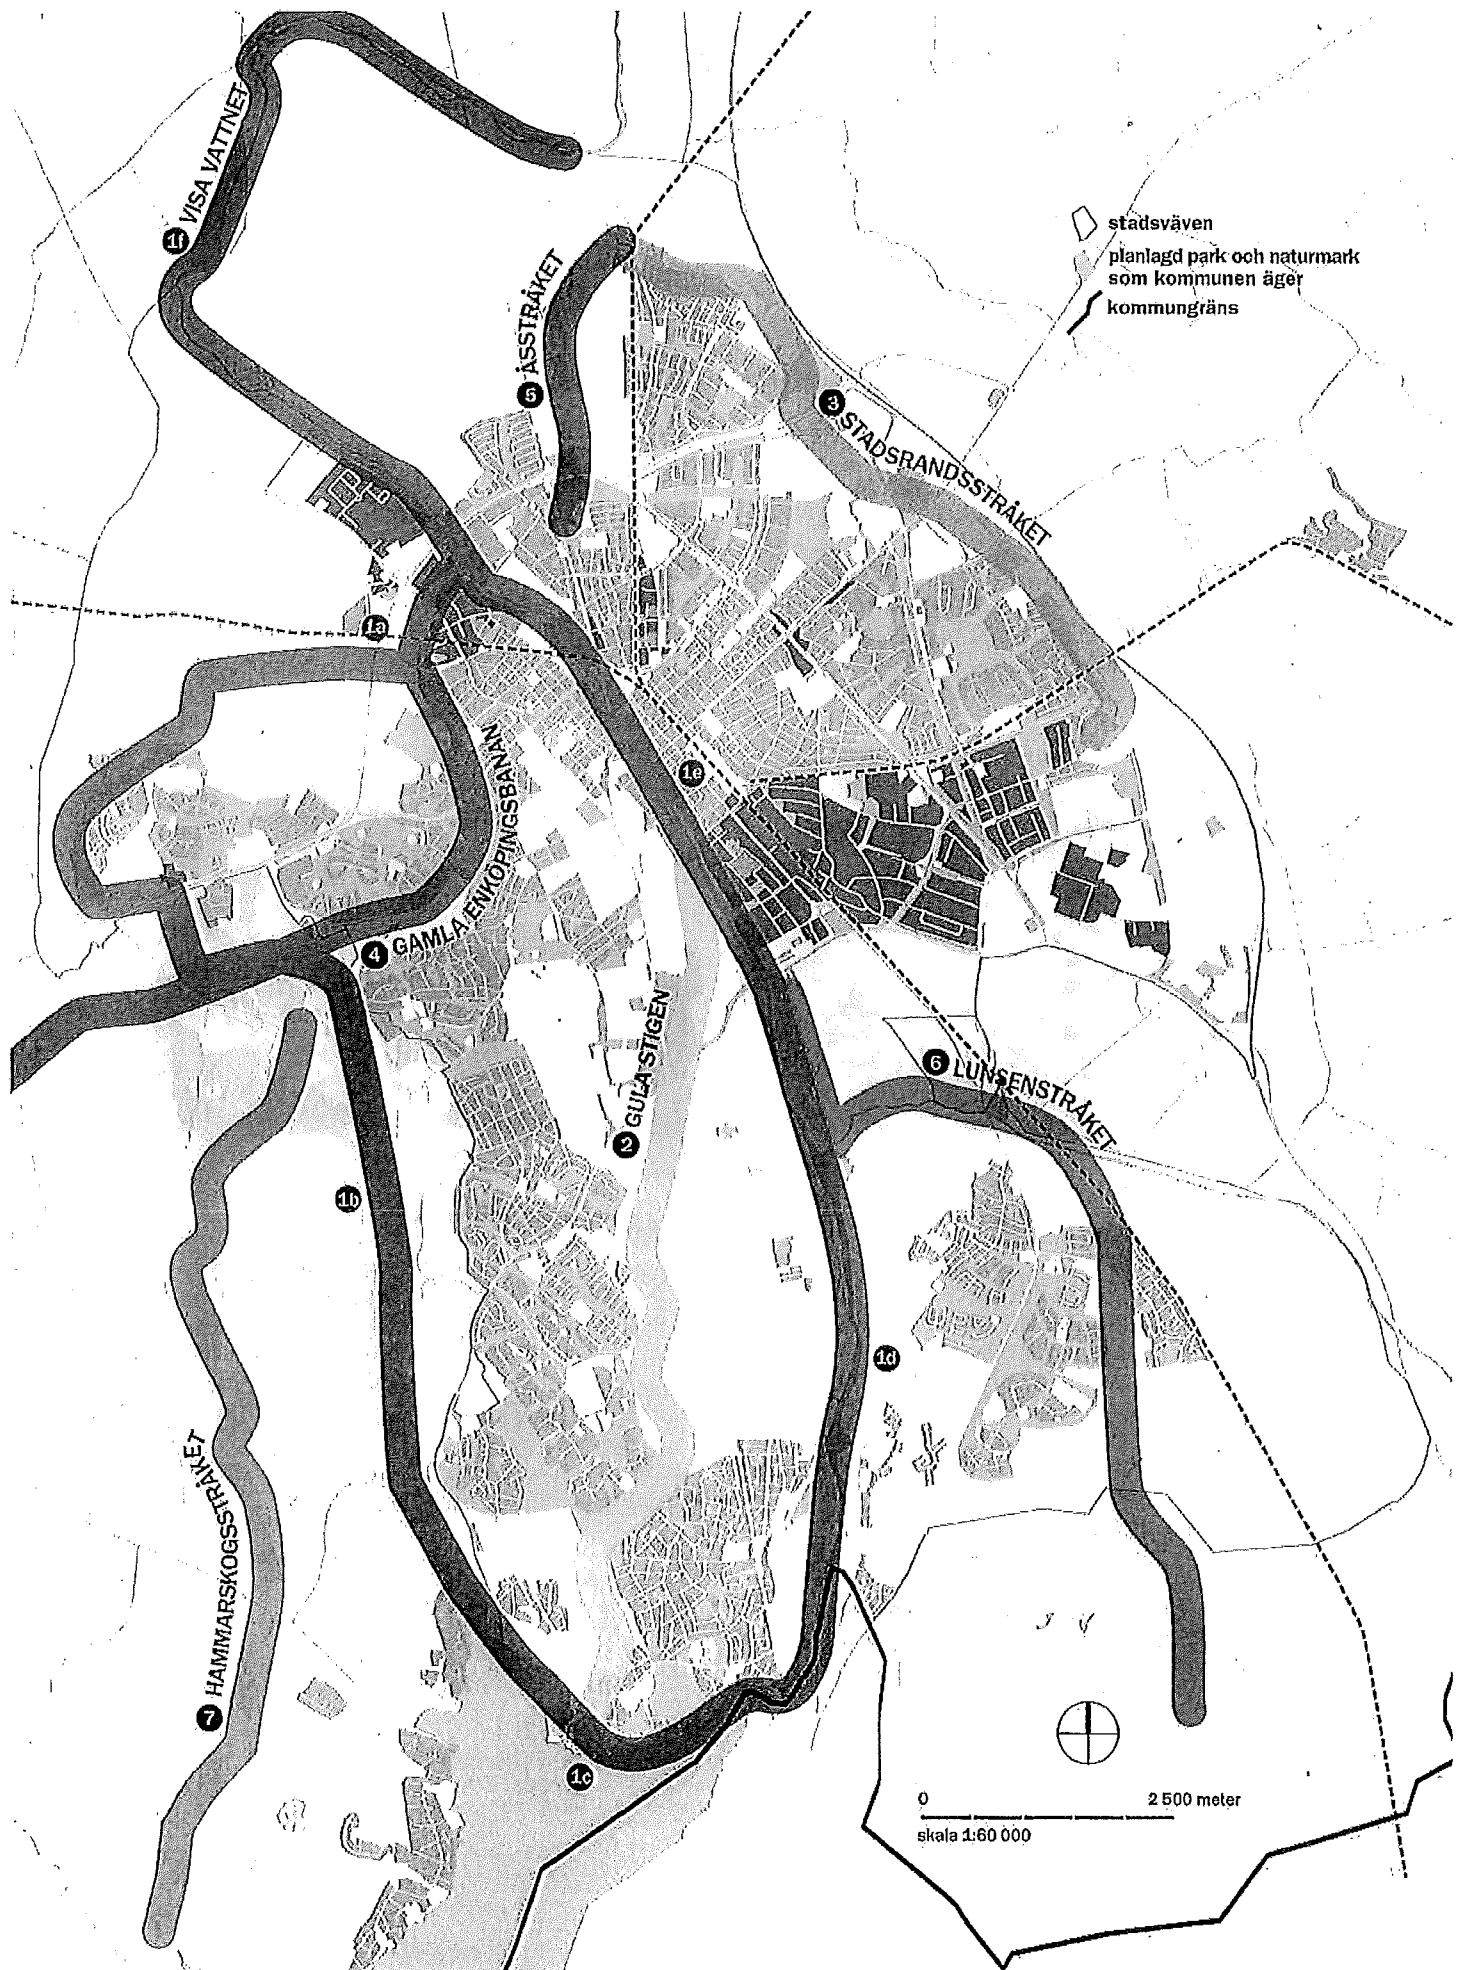 1f VISA VATTNET
stadsväven
planlagd park och naturmark
som kommunen äger
kommungräns
5 ÅSSTRÅKET
3 STADSRANDSSTRÅKET
1a
1e
4 GAMLA ENKÖPINGSBANAN
2 GULA STIGEN
6 LUNSENSTRÅKET
1b
1d
7 HAMMARSKOGSSTRÅKET
1c
0 2 500 meter
skala 1:60 000